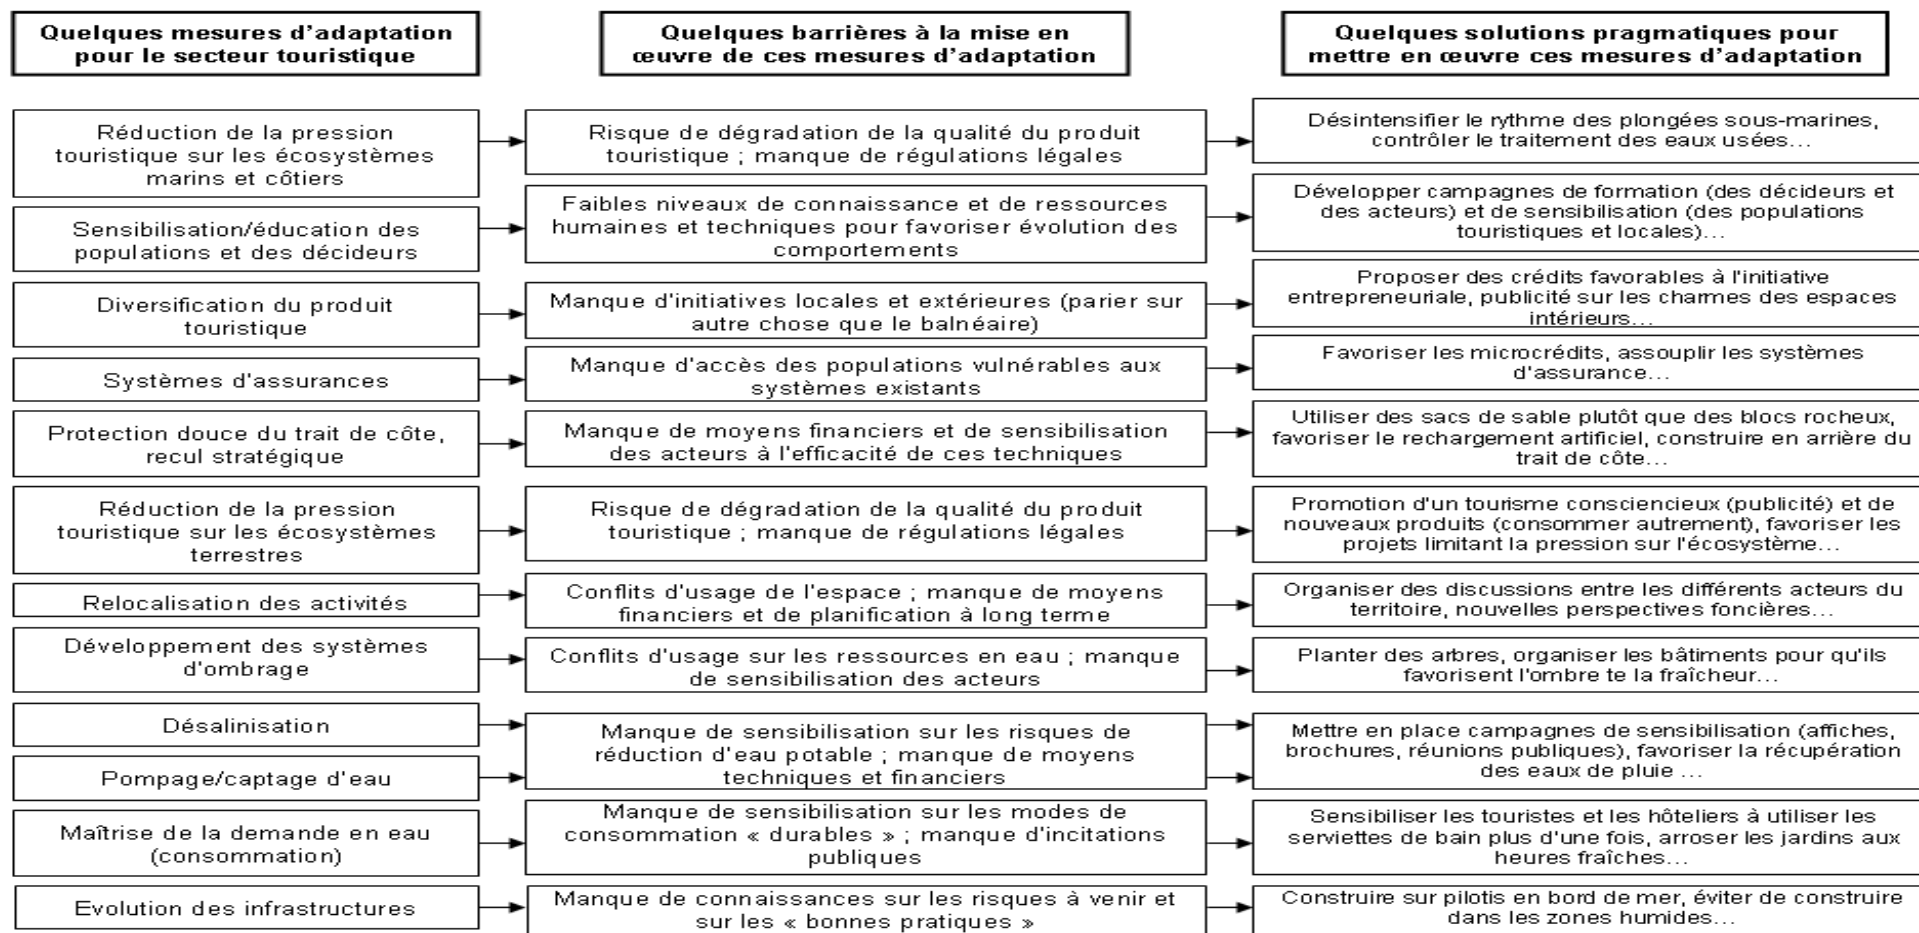 Quelques mesures d'adaptation
pour le secteur touristique
Quelques barrières à la mise en
œuvre de ces mesures d'adaptation
Quelques solutions pragmatiques pour
mettre en œuvre ces mesures d'adaptation
Réduction de la pression
touristique sur les écosystèmes
marins et côtiers
Risque de dégradation de la qualité du produit
touristique ; manque de régulations légales
Désintensifier le rythme des plongées sous-marines,
contrôler le traitement des eaux usées…
Sensibilisation/éducation des
populations et des décideurs
Faibles niveaux de connaissance et de ressources
humaines et techniques pour favoriser évolution des
comportements
Développer campagnes de formation (des décideurs et
des acteurs) et de sensibilisation (des populations
touristiques et locales)…
Diversification du produit
touristique
Manque d'initiatives locales et extérieures (parier sur
autre chose que le balnéaire)
Proposer des crédits favorables à l'initiative
entrepreneuriale, publicité sur les charmes des espaces
intérieurs…
Systèmes d'assurances
Manque d'accès des populations vulnérables aux
systèmes existants
Favoriser les microcrédits, assouplir les systèmes
d'assurance…
Protection douce du trait de côte,
recul stratégique
Manque de moyens financiers et de sensibilisation
des acteurs à l'efficacité de ces techniques
Utiliser des sacs de sable plutôt que des blocs rocheux,
favoriser le rechargement artificiel, construire en arrière du
trait de côte…
Réduction de la pression
touristique sur les écosystèmes
terrestres
Risque de dégradation de la qualité du produit
touristique ; manque de régulations légales
Promotion d'un tourisme consciencieux (publicité) et de
nouveaux produits (consommer autrement), favoriser les
projets limitant la pression sur l'écosystème…
Relocalisation des activités
Conflits d'usage de l'espace ; manque de moyens
financiers et de planification à long terme
Organiser des discussions entre les différents acteurs du
territoire, nouvelles perspectives foncières…
Développement des systèmes
d'ombrage
Conflits d'usage sur les ressources en eau ; manque
de sensibilisation des acteurs
Planter des arbres, organiser les bâtiments pour qu'ils
favorisent l'ombre te la fraîcheur…
Désalinisation
Pompage/captage d'eau
Manque de sensibilisation sur les risques de
réduction d'eau potable ; manque de moyens
techniques et financiers
Mettre en place campagnes de sensibilisation (affiches,
brochures, réunions publiques), favoriser la récupération
des eaux de pluie …
Maîtrise de la demande en eau
(consommation)
Manque de sensibilisation sur les modes de
consommation « durables » ; manque d'incitations
publiques
Sensibiliser les touristes et les hôteliers à utiliser les
serviettes de bain plus d'une fois, arroser les jardins aux
heures fraîches…
Evolution des infrastructures
Manque de connaissances sur les risques à venir et
sur les « bonnes pratiques »
Construire sur pilotis en bord de mer, éviter de construire
dans les zones humides…